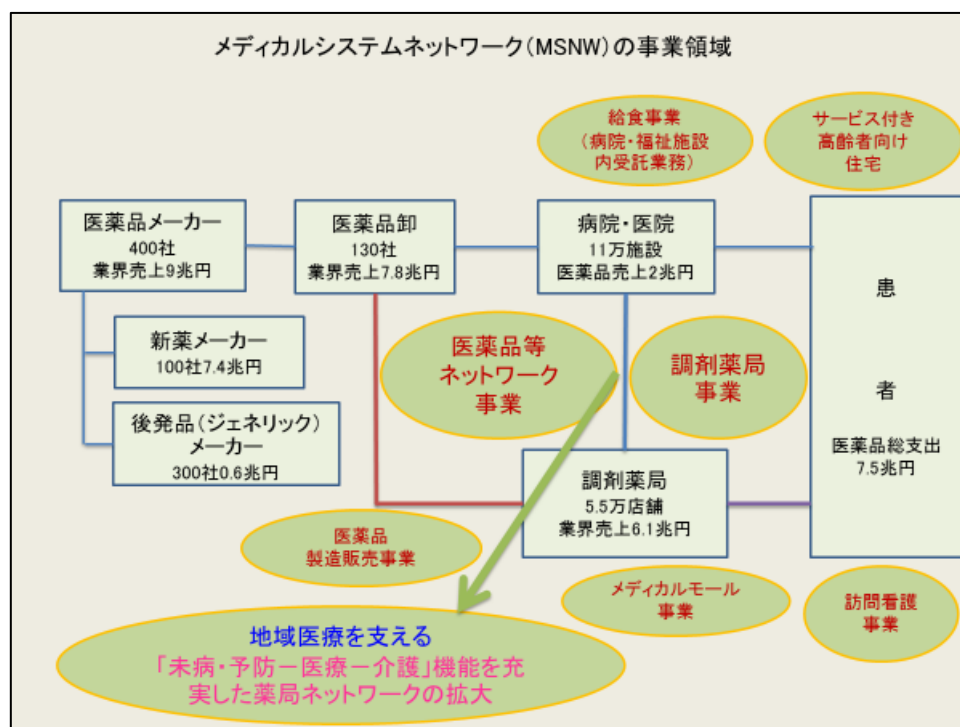 メディカルシステムネットワーク(MSNW)の事業領域
給食事業
(病院・福祉施設
内受託業務)
サービス付き
高齢者向け
住宅
医薬品メーカー
400社
業界売上9兆円
医薬品卸
130社
業界売上7.8兆円
病院・医院
11万施設
医薬品売上2兆円
患
者
医薬品総支出
7.5兆円
新薬メーカー
100社7.4兆円
後発品(ジェネリック)
メーカー
300社0.6兆円
医薬品等
ネットワーク
事業
調剤薬局
事業
調剤薬局
5.5万店舗
業界売上6.1兆円
医薬品
製造販売事業
メディカルモール
事業
訪問看護
事業
地域医療を支える
「未病・予防－医療－介護」機能を充
実した薬局ネットワークの拡大